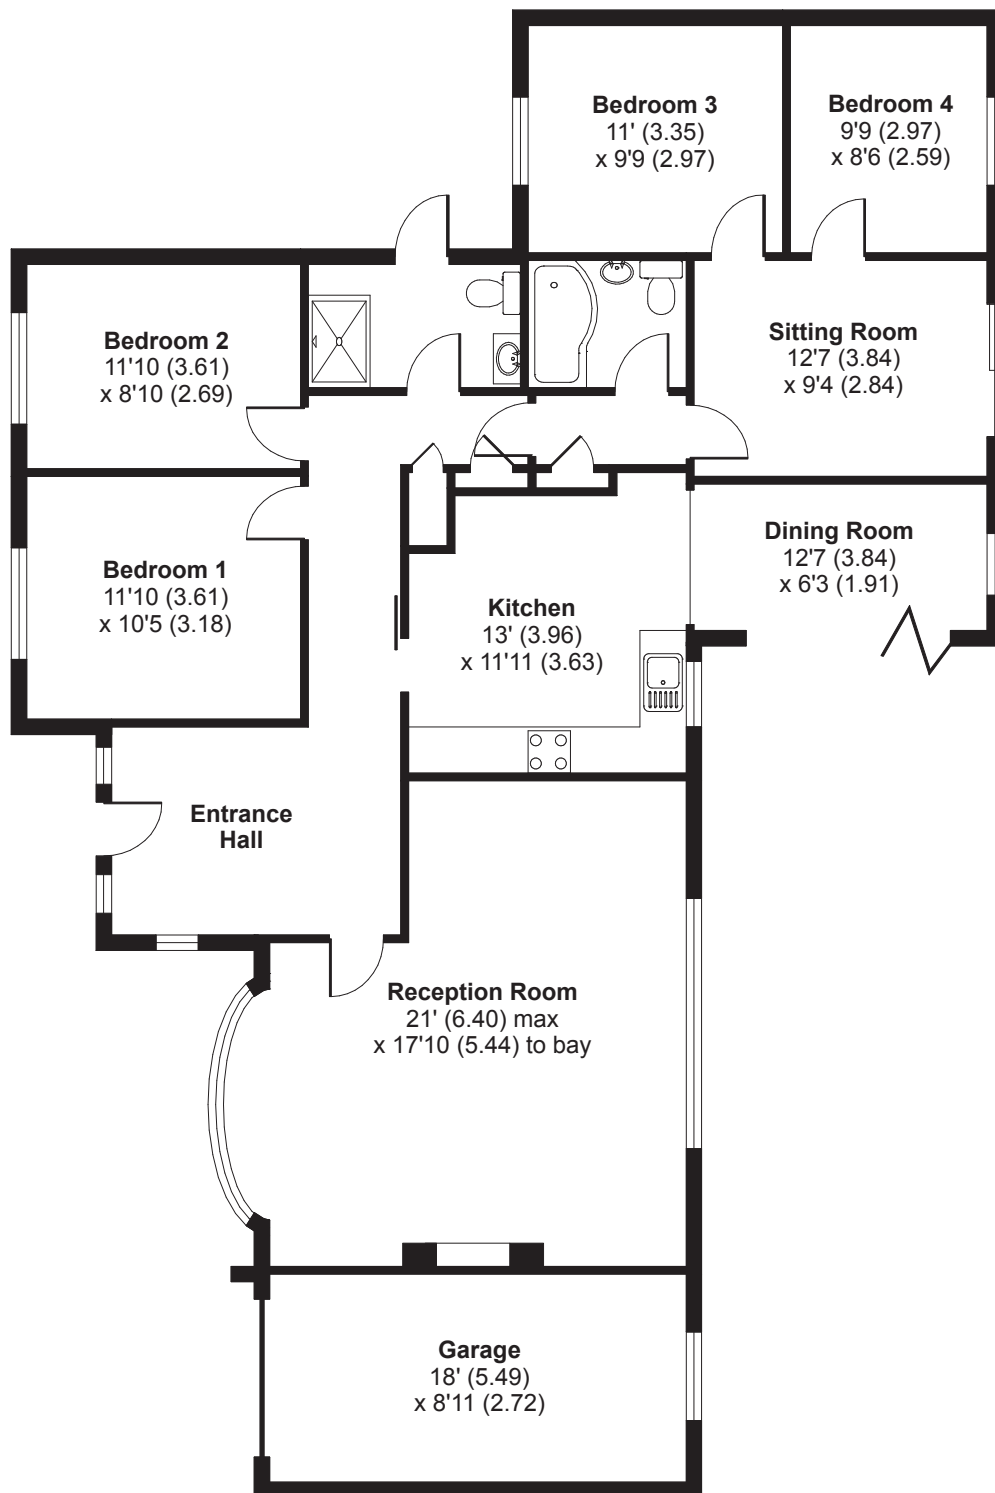 Bedroom 3
11' (3.35)
x 9'9 (2.97)
Bedroom 4
9'9 (2.97)
x 8'6 (2.59)
Bedroom 2
11'10 (3.61)
x 8'10 (2.69)
Sitting Room
12'7 (3.84)
x 9'4 (2.84)
Bedroom 1
11'10 (3.61)
x 10'5 (3.18)
Kitchen
13' (3.96)
x 11'11 (3.63)
Dining Room
12'7 (3.84)
x 6'3 (1.91)
Entrance
Hall
Reception Room
21' (6.40) max
x 17'10 (5.44) to bay
Garage
18' (5.49)
x 8'11 (2.72)